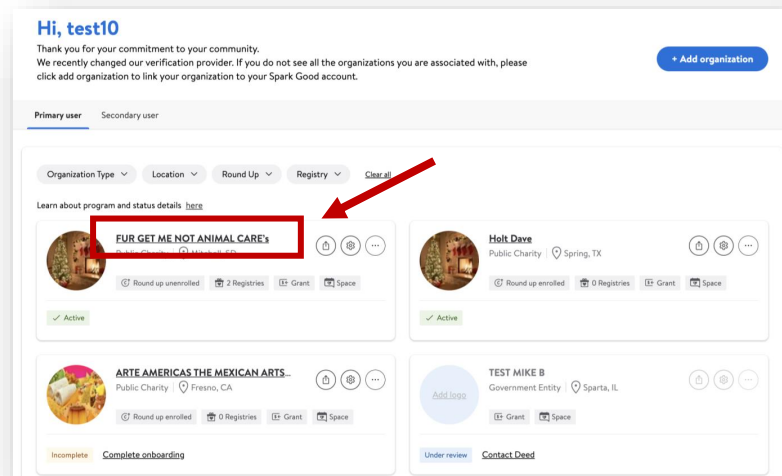 Hi, test10
Thank you for your commitment to your community.
We recently changed our verification provider. If you do not see all the organizations you are associated with, please
click add organization to link your organization to your Spark Good account.
+ Add organization
Primary user Secondary user
Organization Type Location Round Up Registry Clear all
Learn about program and status details here
FUR GET ME NOT ANIMAL CARE's
Public Charity
Round up unenrolled 2 Registries Grant Space
Active
Holt Dave
Public Charity Spring, TX
Round up enrolled 0 Registries Grant Space
Active
ARTE AMERICAS THE MEXICAN ARTS...
Public Charity Fresno, CA
Round up enrolled 0 Registries Grant Space
Incomplete Complete onboarding
Add logo
TEST MIKE B
Government Entity Sparta, IL
Grant Space
Under review Contact Deed